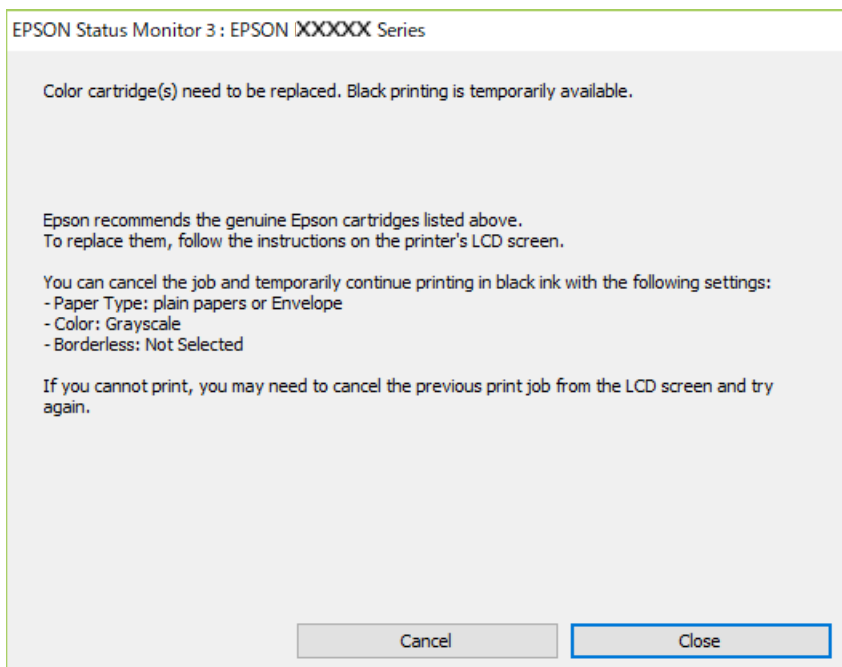 EPSON Status Monitor 3 : EPSON XXXXX Series
Color cartridge(s) need to be replaced. Black printing is temporarily available.
Epson recommends the genuine Epson cartridges listed above.
To replace them, follow the instructions on the printer's LCD screen.
You can cancel the job and temporarily continue printing in black ink with the following settings:
- Paper Type: plain papers or Envelope
- Color: Grayscale
- Borderless: Not Selected
If you cannot print, you may need to cancel the previous print job from the LCD screen and try
again.
Cancel
Close